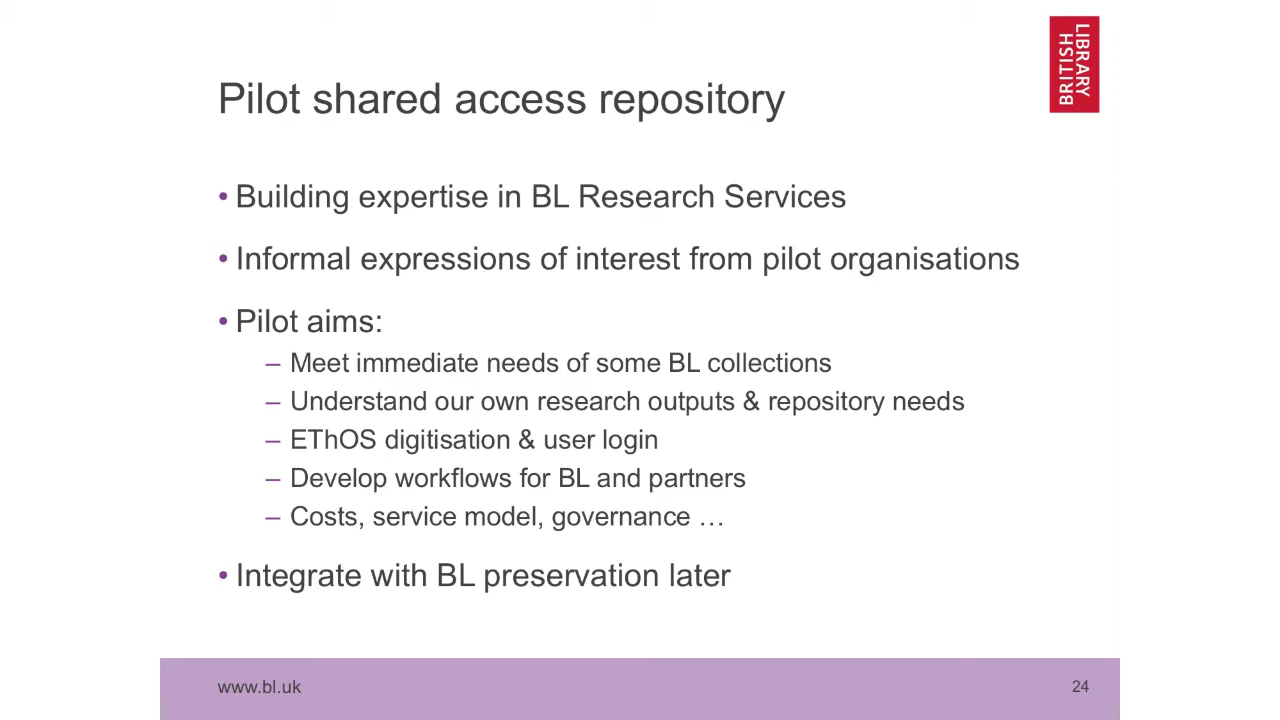 BRITISH
LIBRARY
Pilot shared access repository
• Building expertise in BL Research Services
• Informal expressions of interest from pilot organisations
• Pilot aims:
– Meet immediate needs of some BL collections
– Understand our own research outputs & repository needs
– EThOS digitisation & user login
– Develop workflows for BL and partners
– Costs, service model, governance …
• Integrate with BL preservation later
www.bl.uk
24